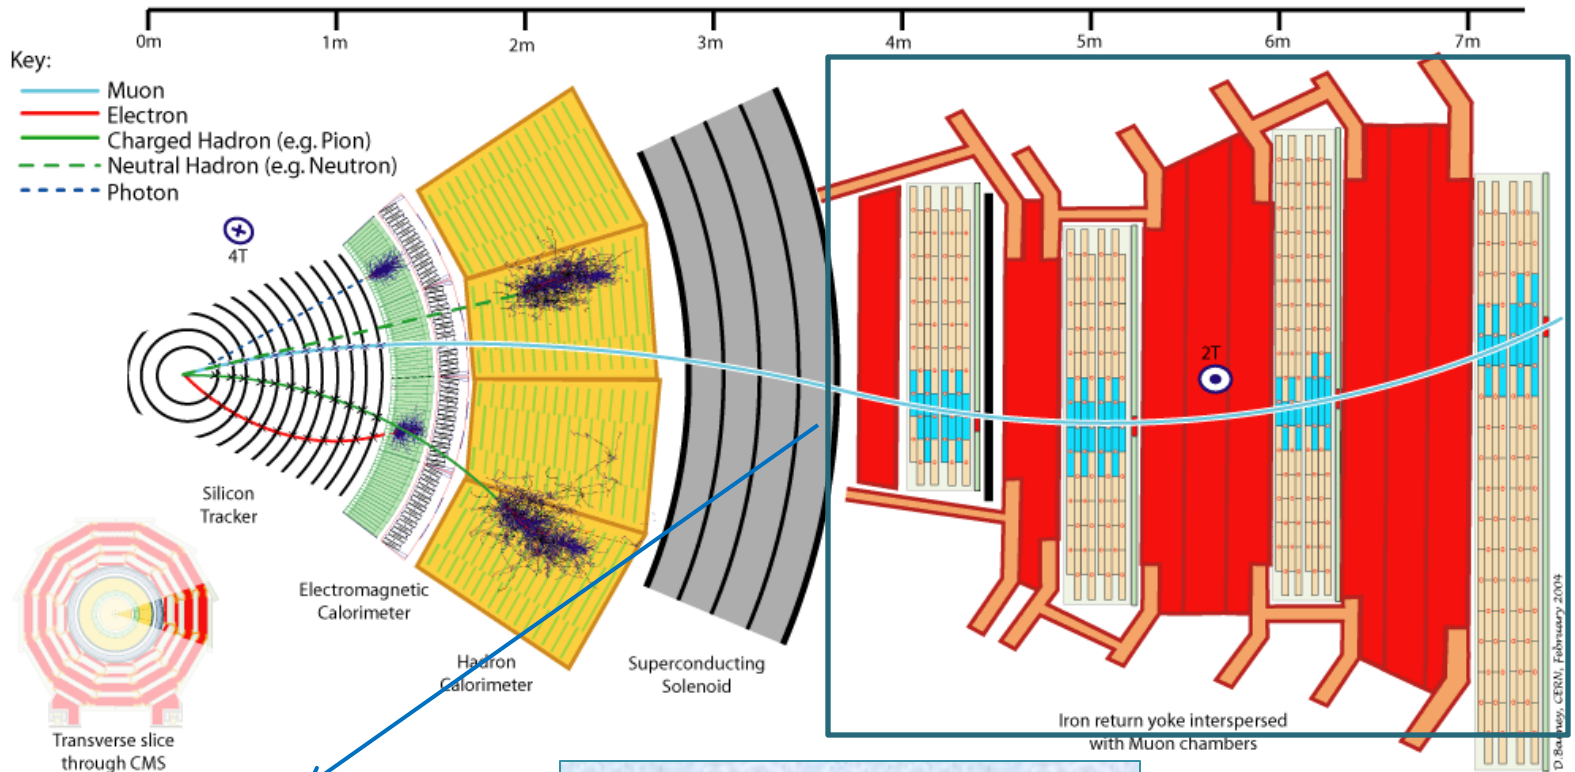 0m 1m 2m 3m 4m 5m 6m 7m
Key:
Muon
Electron
Charged Hadron (e.g. Pion)
Neutral Hadron (e.g. Neutron)
Photon
4T
2T
Silicon
Tracker
Electromagnetic
Calorimeter
Hadron
Calorimeter
Superconducting
Solenoid
Iron return yoke interspersed
with Muon chambers
Transverse slice
through CMS
D.Barney, CERN, February 2004